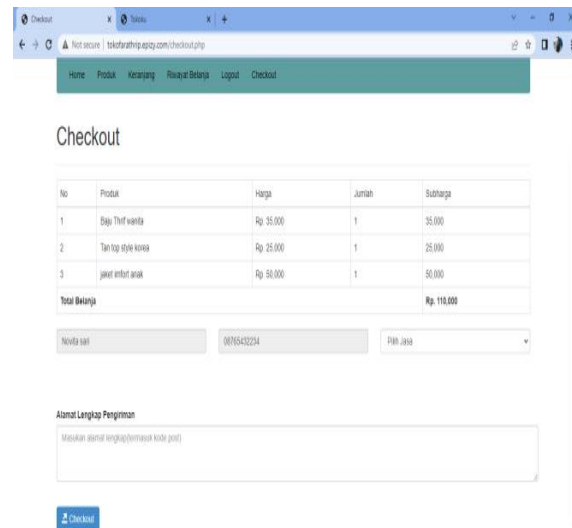 Checkout
Tokoku
Not secure | tokofarathrip.epizy.com/checkout.php
Home Produk Keranjang Riwayat Belanja Logout Checkout
Checkout
No Produk Harga Jumlah Subharga
1 Baju Thrif wanita Rp. 35,000 1 35,000
2 Tan top style korea Rp. 25,000 1 25,000
3 jaket imfort anak Rp. 50,000 1 50,000
Total Belanja Rp. 110,000
Novita sari 08765432234 Pilih Jasa
Alamat Lengkap Pengiriman
Masukan alamat lengkap(termasuk kode post)
Checkout